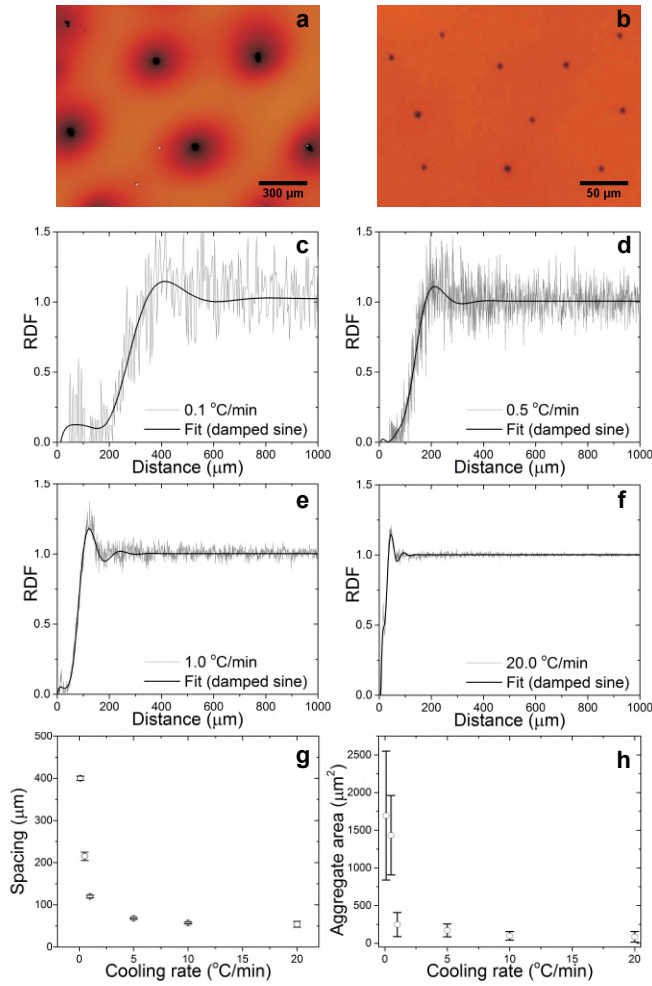 a
300 µm
b
50 µm
c
1.5
1.0
0.5
0.0
RDF
0.1 °C/min
Fit (damped sine)
0 200 400 600 800 1000
Distance (µm)
d
1.5
1.0
0.5
0.0
RDF
0.5 °C/min
Fit (damped sine)
0 200 400 600 800 1000
Distance (µm)
e
1.5
1.0
0.5
0.0
RDF
1.0 °C/min
Fit (damped sine)
0 200 400 600 800 1000
Distance (µm)
f
1.5
1.0
0.5
0.0
RDF
20.0 °C/min
Fit (damped sine)
0 200 400 600 800 1000
Distance (µm)
g
500
400
300
200
100
0
Spacing (µm)
0 5 10 15 20
Cooling rate (°C/min)
h
2500
2000
1500
1000
500
0
Aggregate area (µm²)
0 5 10 15 20
Cooling rate (°C/min)